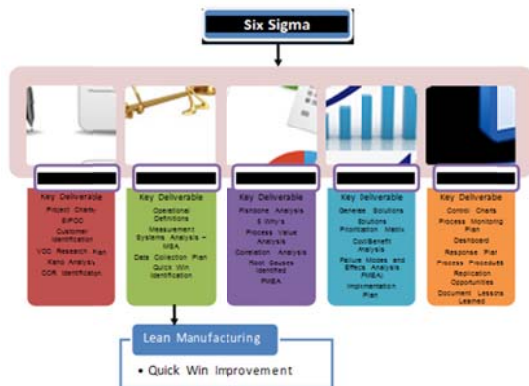 Six Sigma
Key Deliverable
Project Charter
SIPOC
Customer
Identification
VOC Research Plan
Kano Analysis
CCR Identification
Key Deliverable
Operational
Definitions
Measurement
Systems Analysis –
MSA
Data Collection Plan
Quick Win
Identification
Key Deliverable
Fishbone Analysis
5 Why's
Process Value
Analysis
Correlation Analysis
Root Causes
Identified
FMEA
Key Deliverable
Generate Solutions
Solutions
Prioritization Matrix
Cost/Benefit
Analysis
Failure Modes and
Effects Analysis
(FMEA)
Implementation
Plan
Key Deliverable
Control Charts
Process Monitoring
Plan
Dashboard
Response Plan
Process Procedures
Replication
Opportunities
Document Lessons
Learned
Lean Manufacturing
• Quick Win Improvement